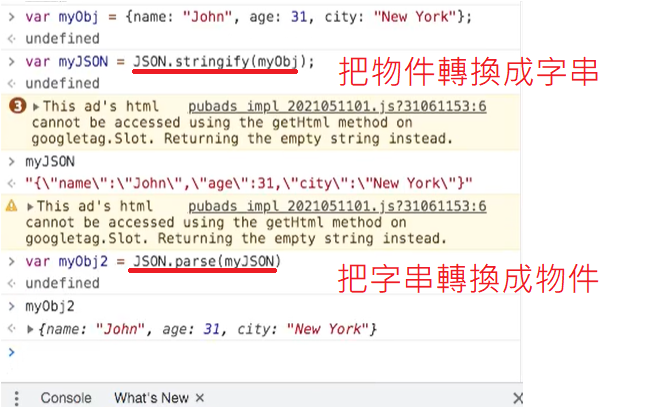 > var myObj = {name: "John", age: 31, city: "New York"};
undefined
> var myJSON = JSON.stringify(myObj);
把物件轉換成字串
undefined
3 This ad's html pubads_impl_2021051101.js?31061153:6
cannot be accessed using the getHtml method on
googletag.Slot. Returning the empty string instead.
> myJSON
"{\"name\":\"John\",\"age\":31,\"city\":\"New York\"}"
This ad's html pubads_impl_2021051101.js?31061153:6
cannot be accessed using the getHtml method on
googletag.Slot. Returning the empty string instead.
> var myObj2 = JSON.parse(myJSON)
把字串轉換成物件
undefined
> myObj2
{name: "John", age: 31, city: "New York"}
>
Console What's New ×